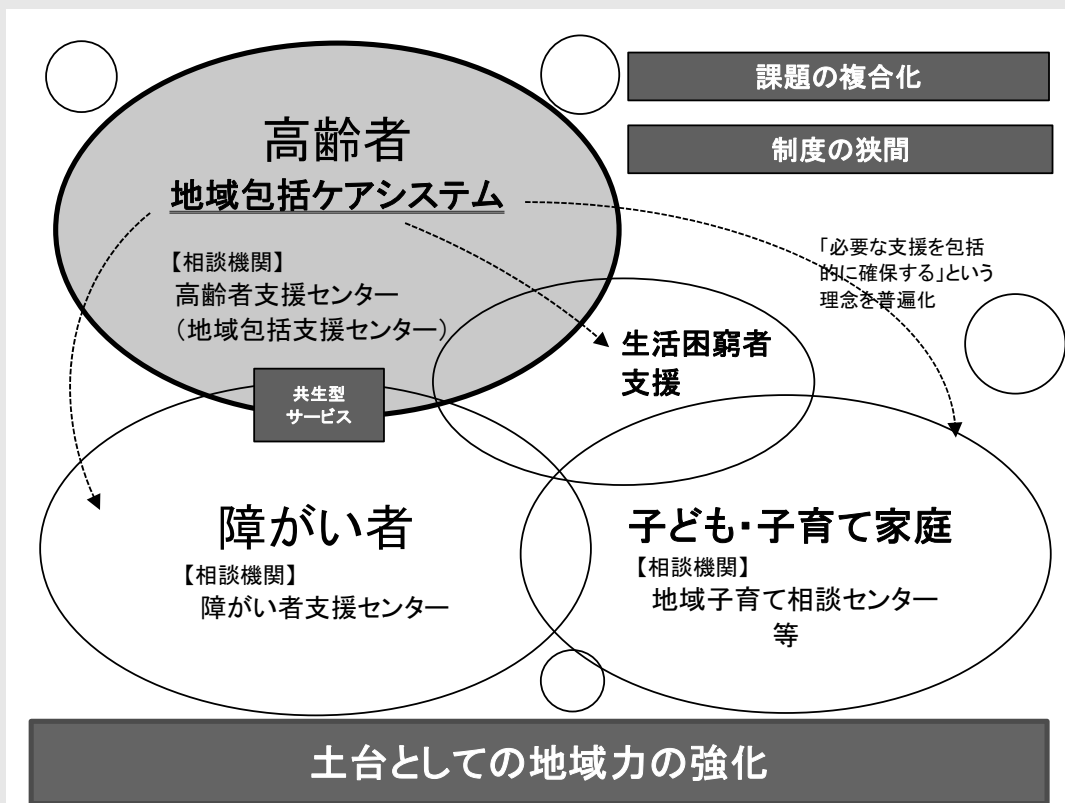 課題の複合化
制度の狭間
高齢者
地域包括ケアシステム
【相談機関】
高齢者支援センター
（地域包括支援センター）
「必要な支援を包括
的に確保する」という
理念を普遍化
生活困窮者
支援
共生型
サービス
障がい者
【相談機関】
障がい者支援センター
子ども・子育て家庭
【相談機関】
地域子育て相談センター
等
土台としての地域力の強化